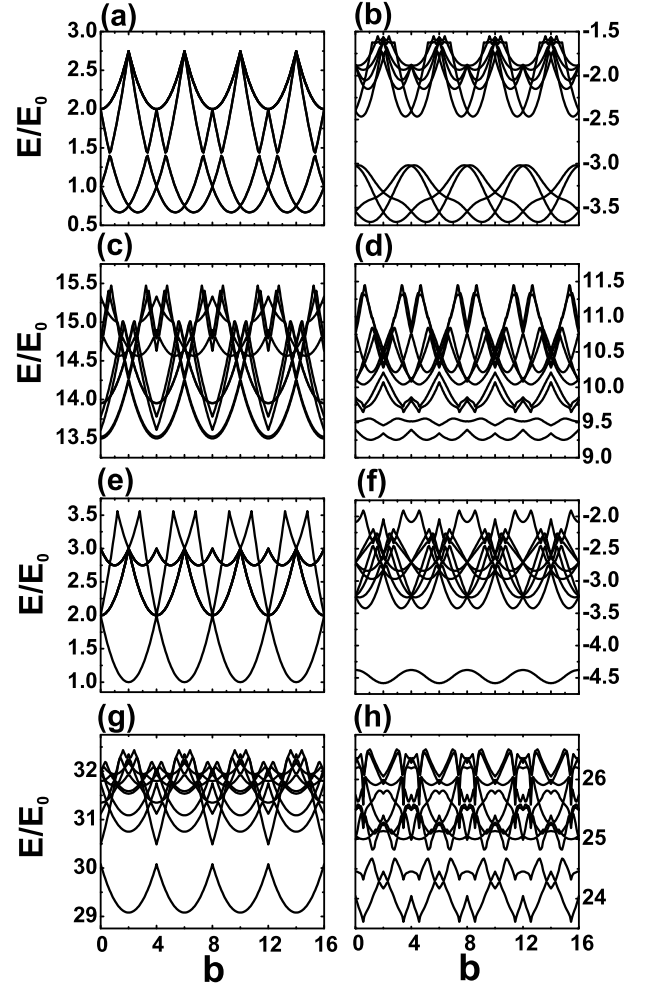 (a) (b)
3.0 -1.5
2.5 -2.0
2.0 -2.5
1.5 -3.0
1.0 -3.5
0.5
E/E0
(c) (d)
15.5 11.5
15.0 11.0
14.5 10.5
14.0 10.0
13.5 9.5
9.0
E/E0
(e) (f)
3.5 -2.0
3.0 -2.5
2.5 -3.0
2.0 -3.5
1.5 -4.0
1.0 -4.5
E/E0
(g) (h)
32 26
31 25
30 24
29
E/E0
0 4 8 12 16 0 4 8 12 16
b b